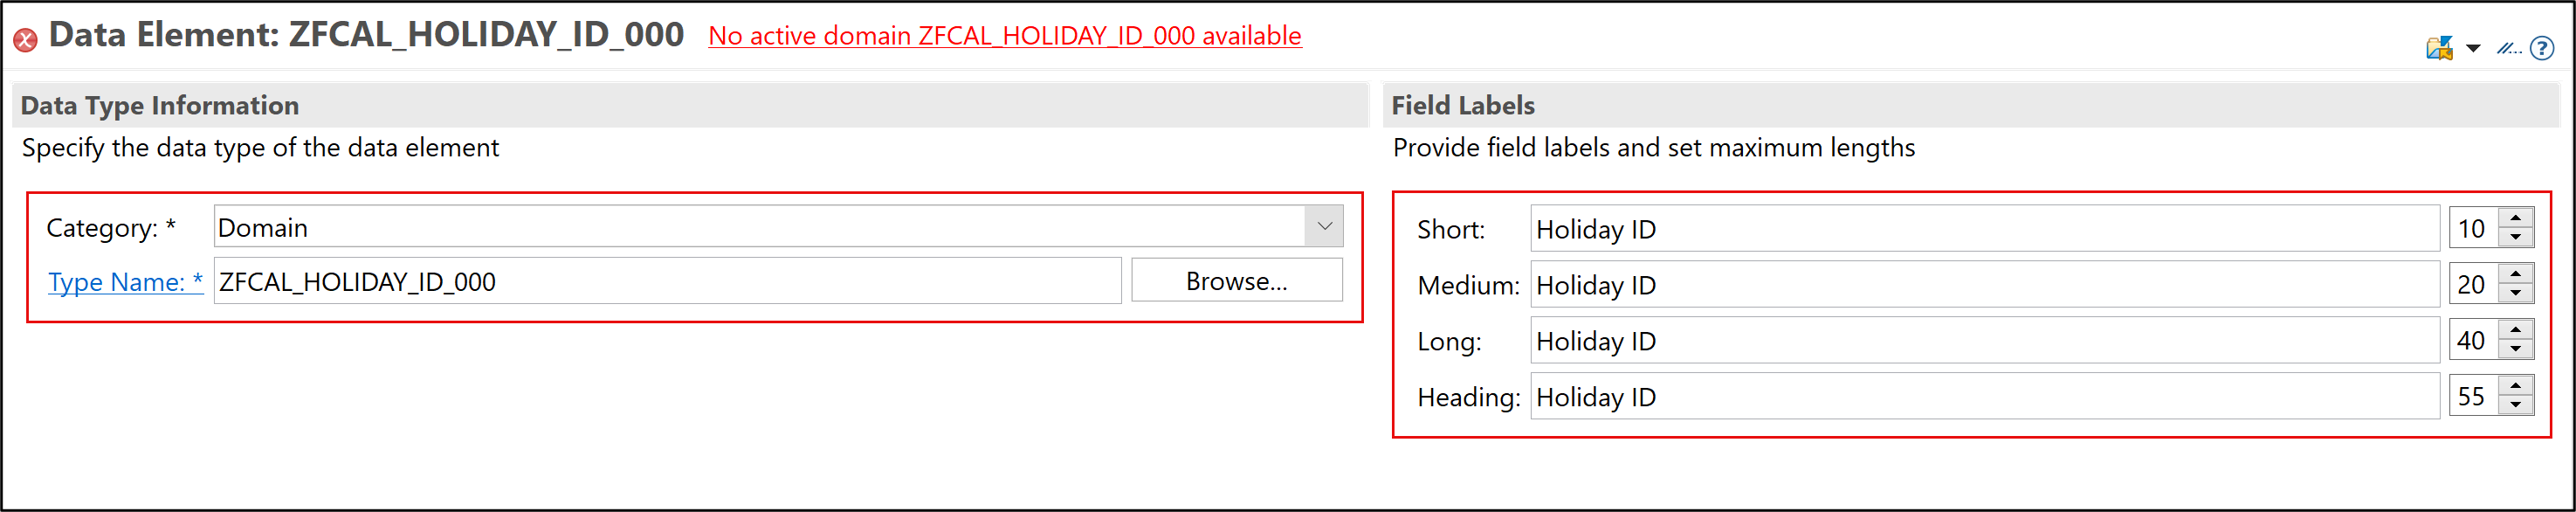 Data Element: ZFCAL_HOLIDAY_ID_000 No active domain ZFCAL_HOLIDAY_ID_000 available
Data Type Information
Specify the data type of the data element
Category: * Domain
Type Name: * ZFCAL_HOLIDAY_ID_000 Browse...
Field Labels
Provide field labels and set maximum lengths
Short: Holiday ID 10
Medium: Holiday ID 20
Long: Holiday ID 40
Heading: Holiday ID 55